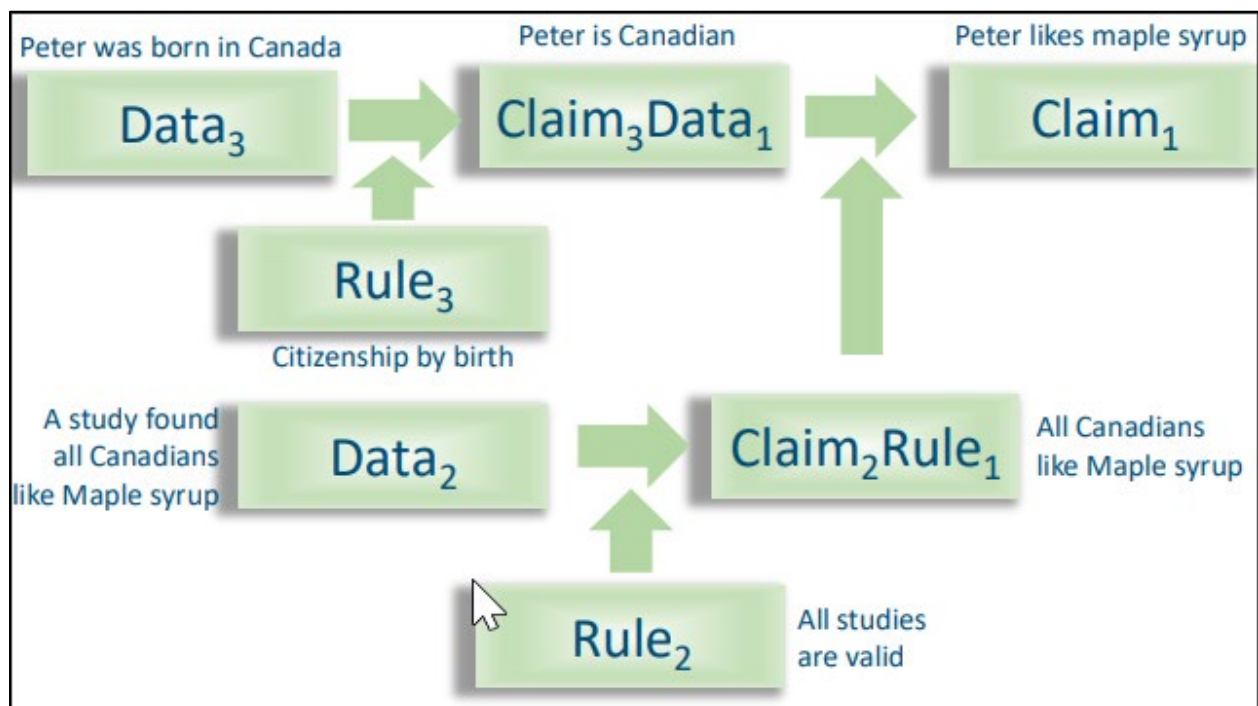 Peter was born in Canada
Peter is Canadian
Peter likes maple syrup
Data₃
Claim₃Data₁
Claim₁
Rule₃
Citizenship by birth
A study found
all Canadians
like Maple syrup
Data₂
Claim₂Rule₁
All Canadians
like Maple syrup
Rule₂
All studies
are valid